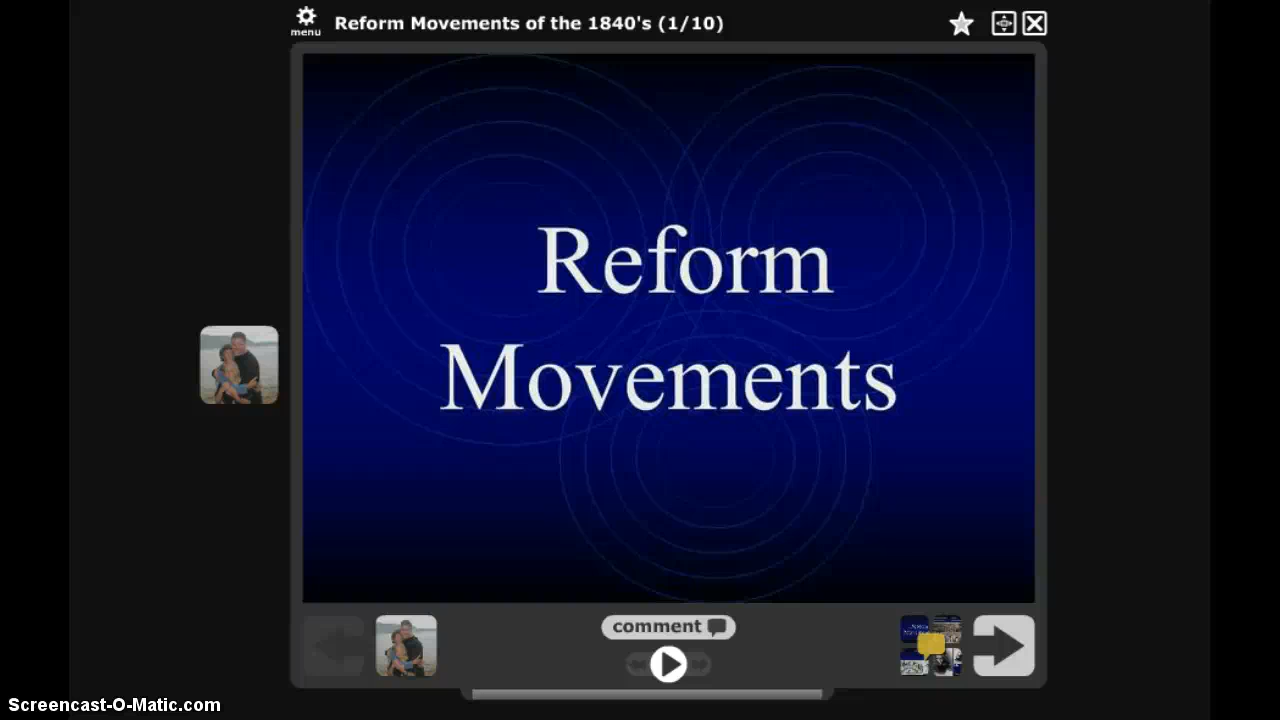 menu
Reform Movements of the 1840's (1/10)
Reform
Movements
comment
Screencast-O-Matic.com